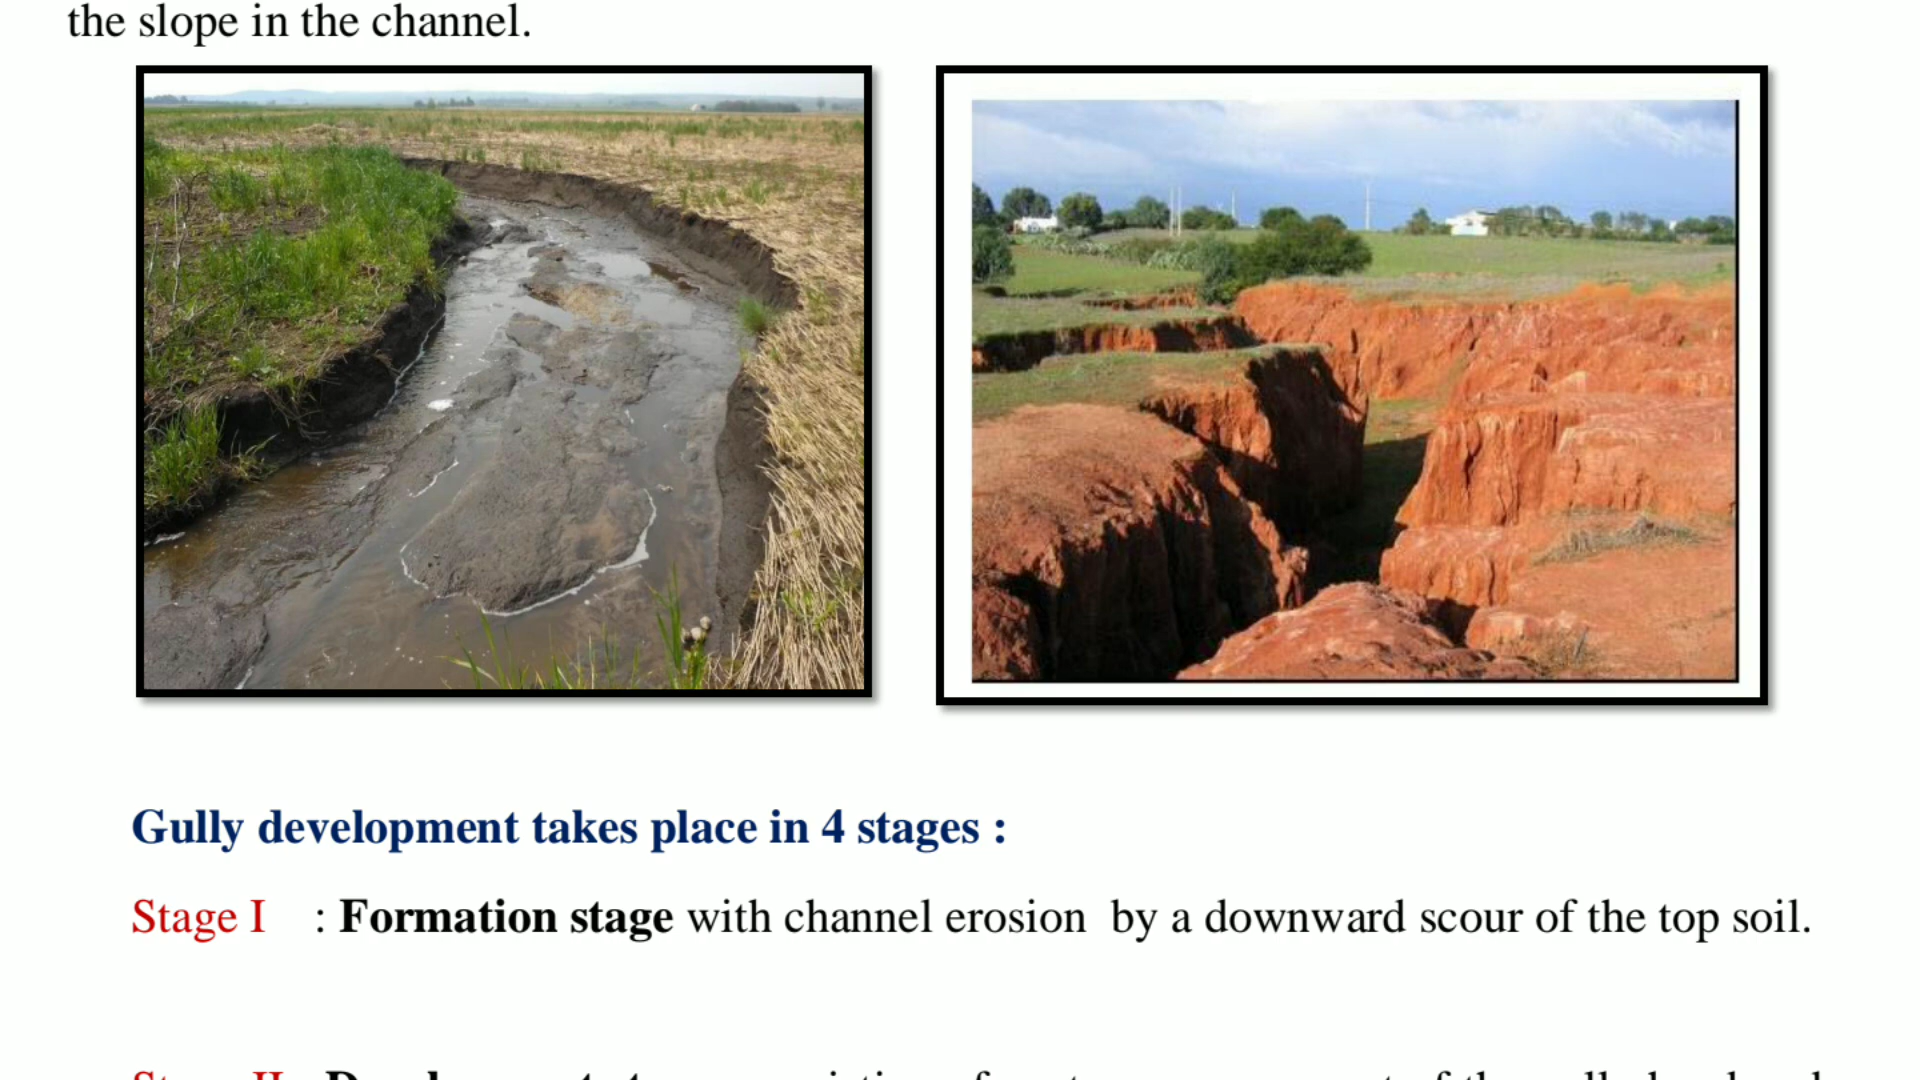 the slope in the channel.
Gully development takes place in 4 stages :
Stage I : Formation stage with channel erosion by a downward scour of the top soil.